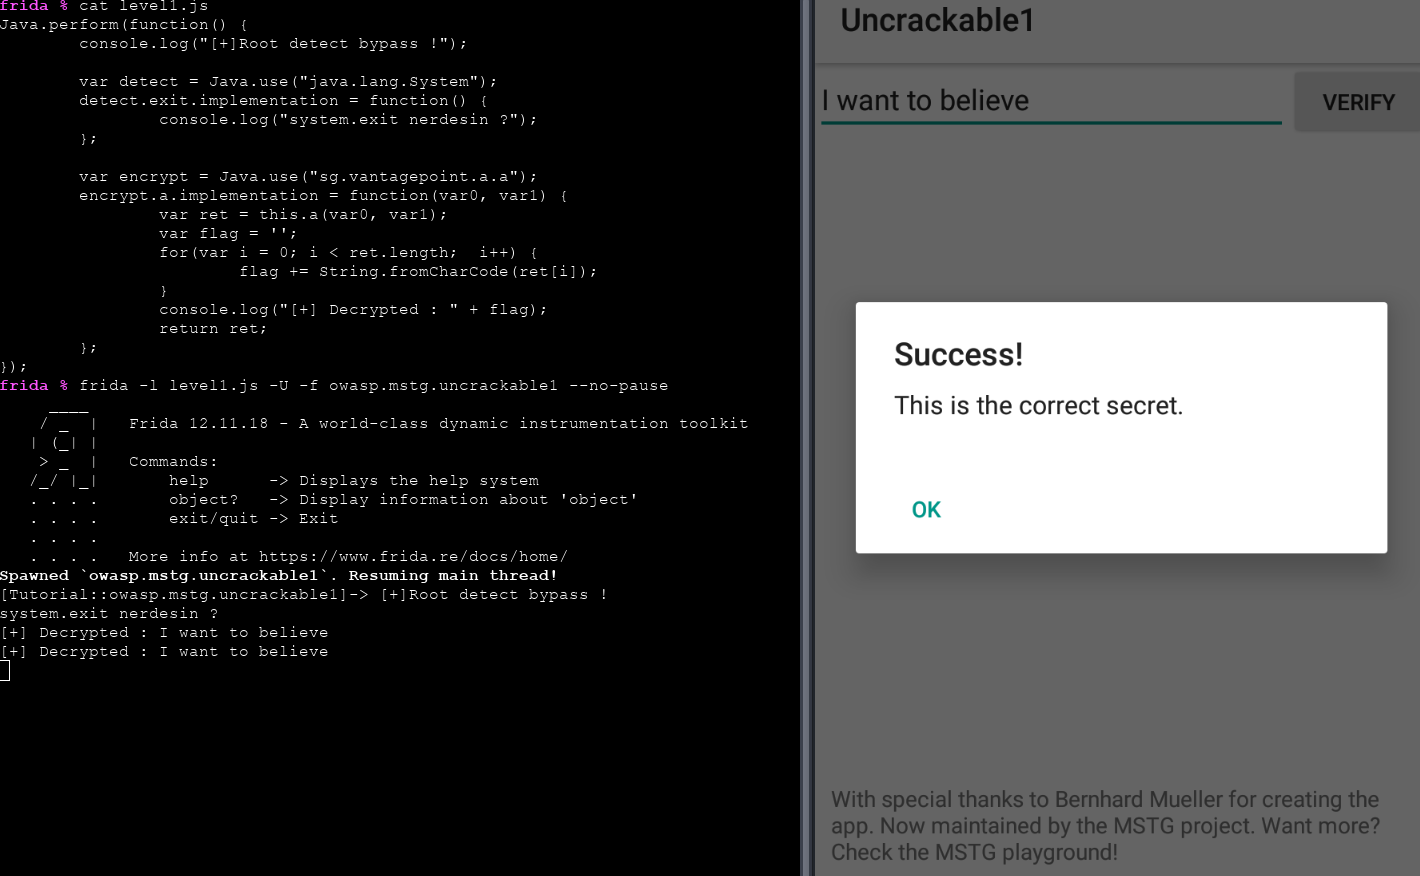 frida % cat level1.js
Java.perform(function() {
        console.log("[+]Root detect bypass !");

        var detect = Java.use("java.lang.System");
        detect.exit.implementation = function() {
                console.log("system.exit nerdesin ?");
        };

        var encrypt = Java.use("sg.vantagepoint.a.a");
        encrypt.a.implementation = function(var0, var1) {
                var ret = this.a(var0, var1);
                var flag = '';
                for(var i = 0; i < ret.length;  i++) {
                        flag += String.fromCharCode(ret[i]);
                }
                console.log("[+] Decrypted : " + flag);
                return ret;
        };
});
frida % frida -l level1.js -U -f owasp.mstg.uncrackable1 --no-pause
     ____
    / _  |   Frida 12.11.18 - A world-class dynamic instrumentation toolkit
   | (_| |
    > _  |   Commands:
   /_/ |_|       help      -> Displays the help system
   . . . .       object?   -> Display information about 'object'
   . . . .       exit/quit -> Exit
   . . . .
   . . . .   More info at https://www.frida.re/docs/home/
Spawned `owasp.mstg.uncrackable1`. Resuming main thread!
[Tutorial::owasp.mstg.uncrackable1]-> [+]Root detect bypass !
system.exit nerdesin ?
[+] Decrypted : I want to believe
[+] Decrypted : I want to believe
Uncrackable1
I want to believe
VERIFY
Success!
This is the correct secret.
OK
With special thanks to Bernhard Mueller for creating the
app. Now maintained by the MSTG project. Want more?
Check the MSTG playground!